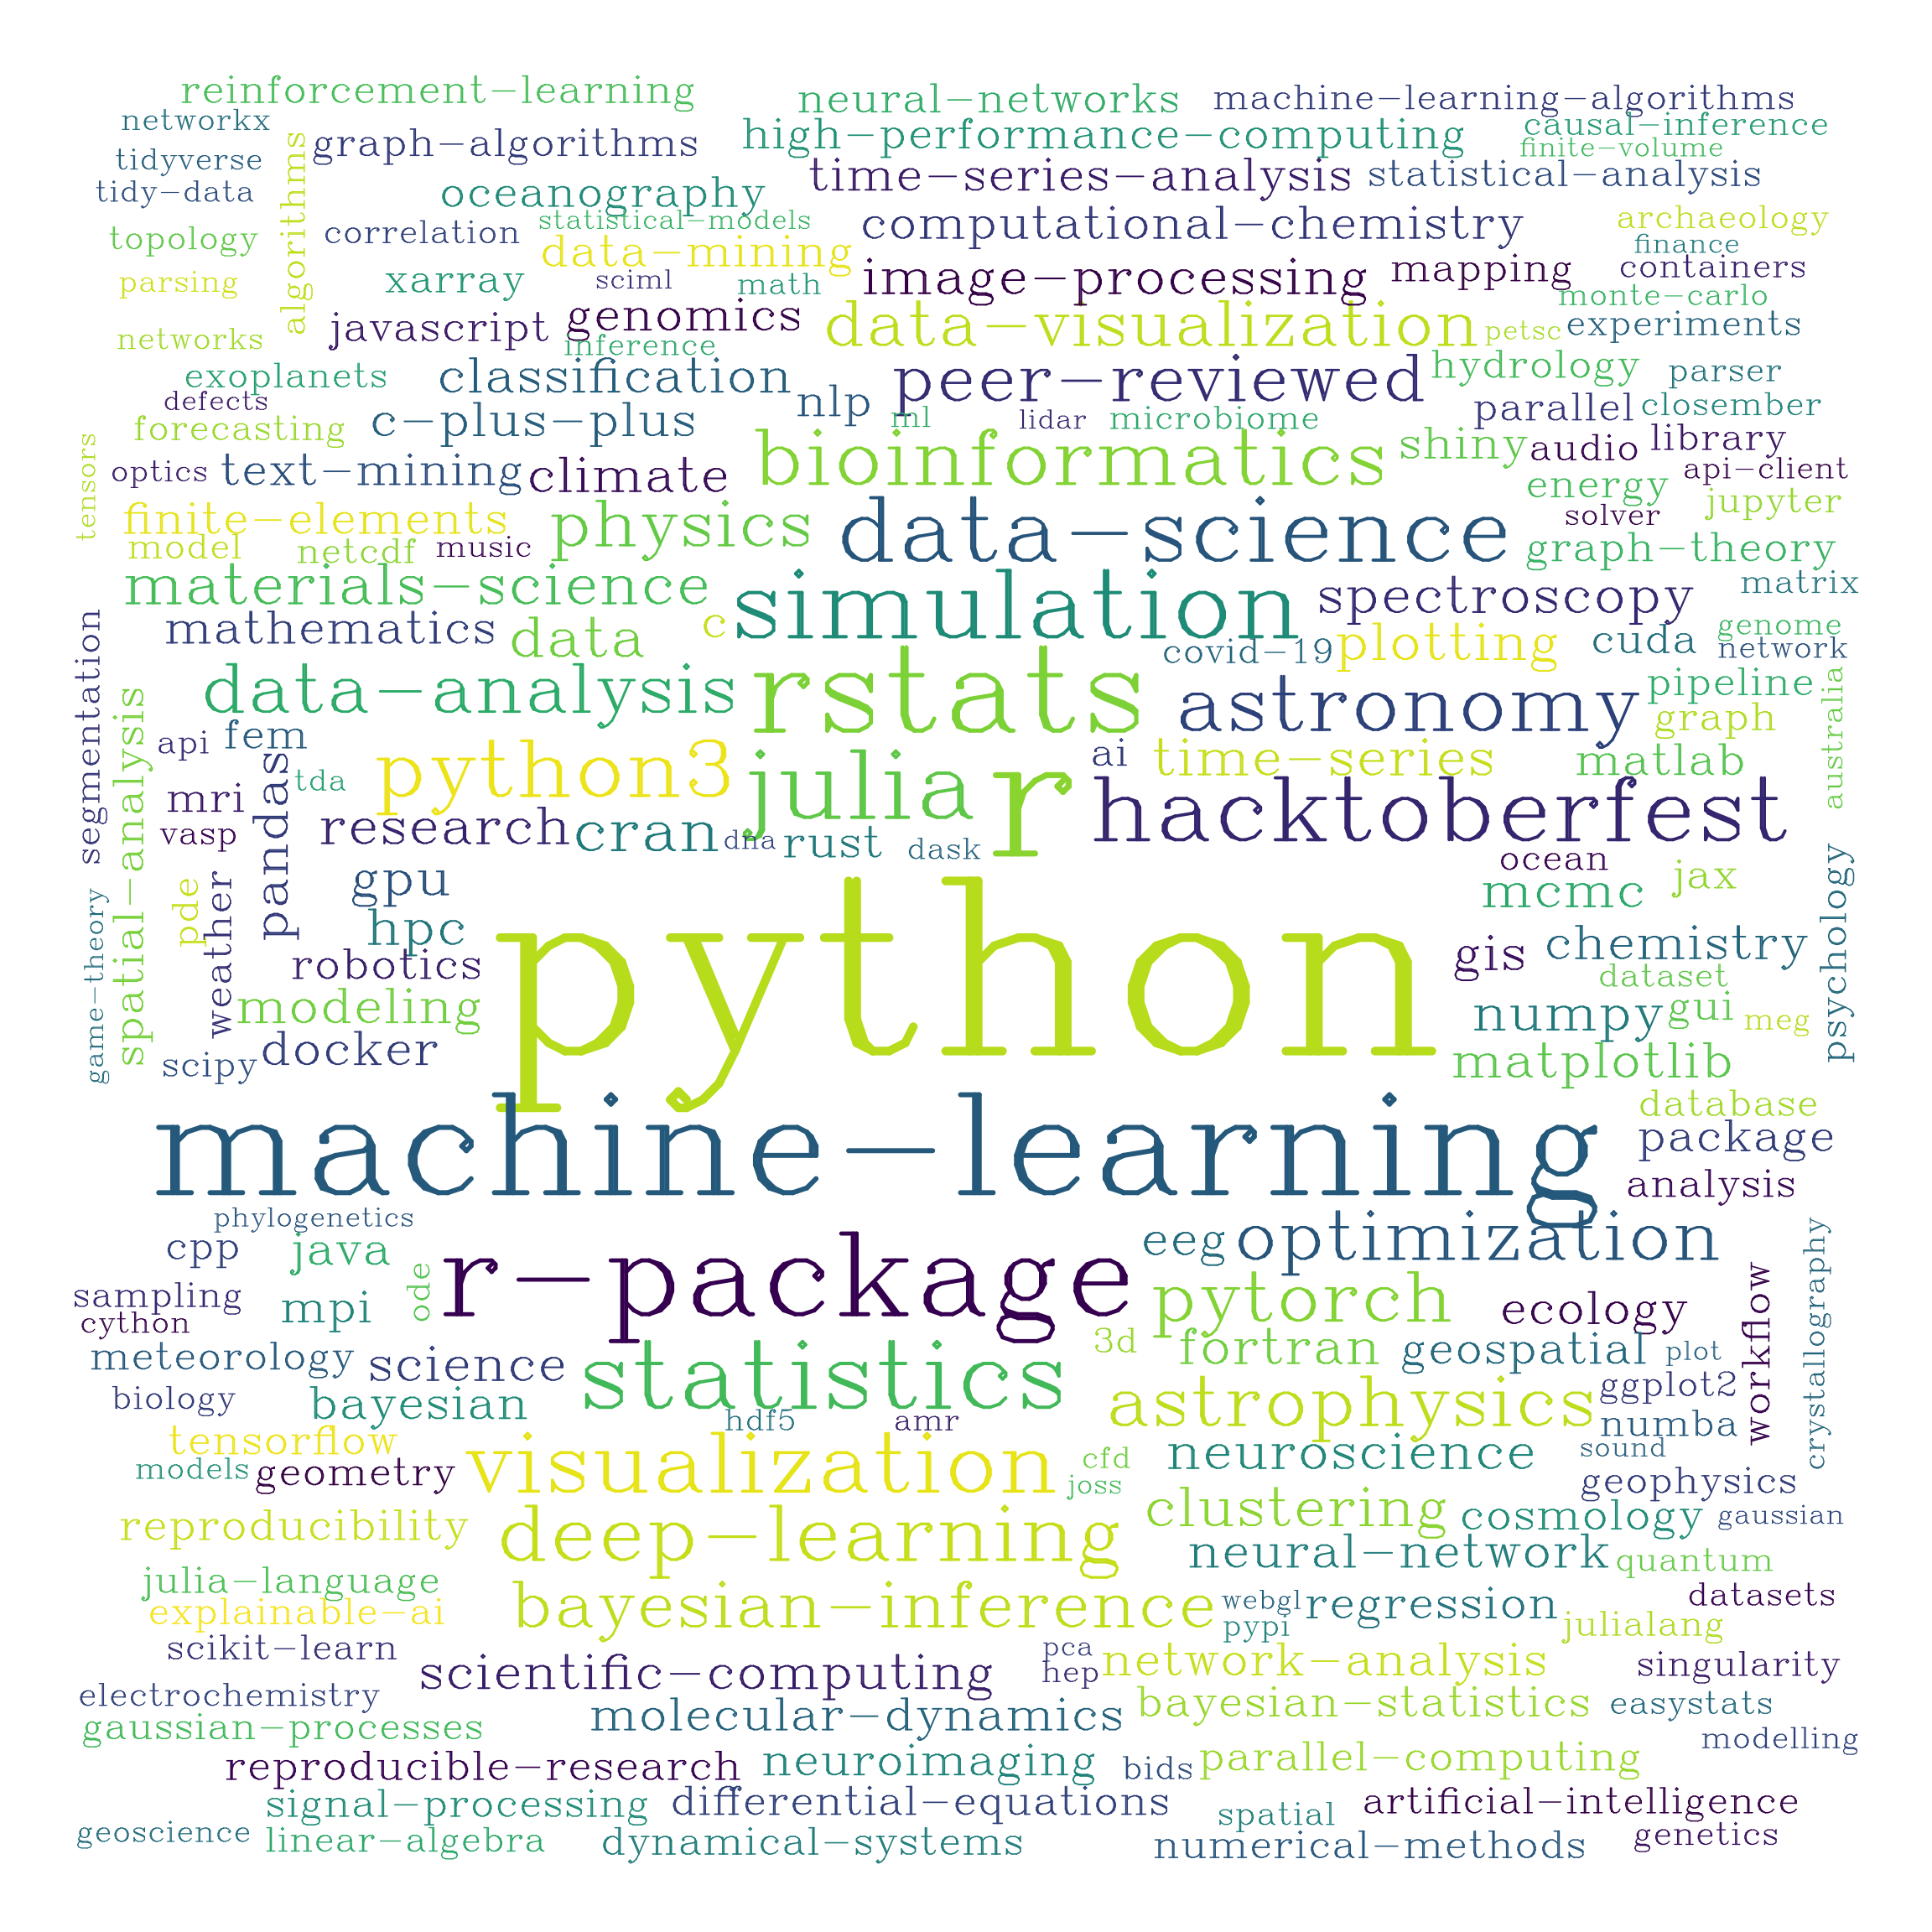 reinforcement-learning
neural-networks
machine-learning-algorithms
networkx
graph-algorithms
high-performance-computing
causal-inference
finite-volume
tidyverse
algorithms
time-series-analysis
statistical-analysis
tidy-data
oceanography
statistical-models
computational-chemistry
archaeology
topology
correlation
data-mining
finance
parsing
xarray
sciml
math
image-processing
mapping
containers
monte-carlo
networks
javascript
genomics
inference
data-visualization
petsc
experiments
exoplanets
classification
peer-reviewed
hydrology
parser
defects
forecasting
c-plus-plus
nlp
ml
lidar
microbiome
parallel
closember
tensors
optics
text-mining
climate
bioinformatics
shiny
audio
library
api-client
finite-elements
physics
data-science
energy
solver
jupyter
model
netcdf
music
graph-theory
materials-science
simulation
spectroscopy
matrix
segmentation
mathematics
data
c
covid-19
plotting
cuda
genome
network
data-analysis
rstats
astronomy
pipeline
graph
australia
spatial-analysis
api
fem
python3
julia
r
ai
time-series
matlab
mri
tda
pandas
hacktoberfest
vasp
research
cran
dna
rust
dask
ocean
psychology
pde
weather
gpu
mcmc
jax
game-theory
hpc
python
gis
chemistry
robotics
dataset
modeling
numpy
gui
meg
scipy
docker
matplotlib
database
machine-learning
package
analysis
phylogenetics
cpp
java
ode
r-package
eeg
optimization
crystallography
workflow
sampling
cython
mpi
pytorch
ecology
meteorology
science
statistics
3d
fortran
geospatial
plot
biology
bayesian
hdf5
amr
astrophysics
ggplot2
numba
tensorflow
models
geometry
visualization
cfd
joss
neuroscience
sound
geophysics
reproducibility
deep-learning
clustering
cosmology
gaussian
julia-language
neural-network
quantum
explainable-ai
bayesian-inference
webgl
pypi
regression
datasets
julialang
scikit-learn
scientific-computing
pca
hep
network-analysis
singularity
electrochemistry
gaussian-processes
molecular-dynamics
bayesian-statistics
easystats
modelling
reproducible-research
neuroimaging
bids
parallel-computing
signal-processing
differential-equations
spatial
artificial-intelligence
geoscience
linear-algebra
dynamical-systems
numerical-methods
genetics